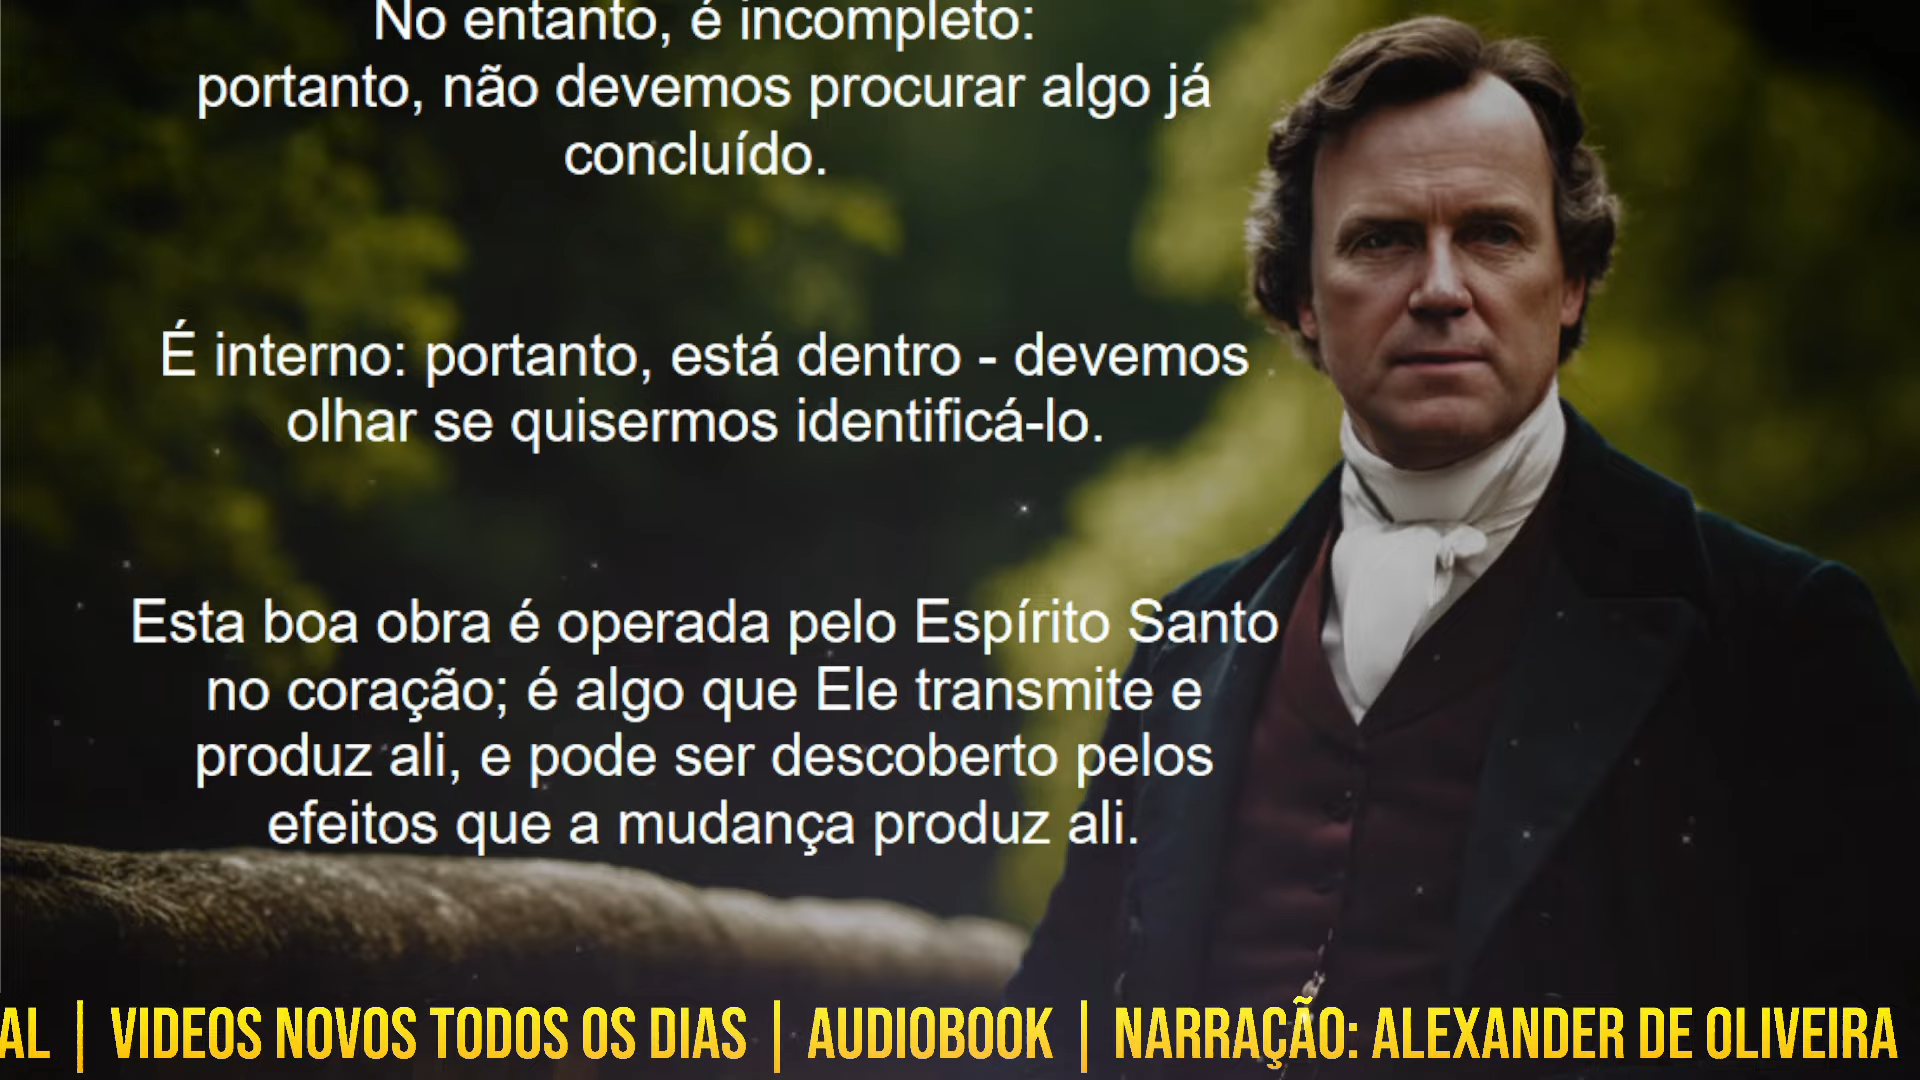 No entanto, é incompleto:
portanto, não devemos procurar algo já
concluído.
É interno: portanto, está dentro - devemos
olhar se quisermos identificá-lo.
Esta boa obra é operada pelo Espírito Santo
no coração; é algo que Ele transmite e
produz ali, e pode ser descoberto pelos
efeitos que a mudança produz ali.
AL | VIDEOS NOVOS TODOS OS DIAS | AUDIOBOOK | NARRAÇÃO: ALEXANDER DE OLIVEIRA